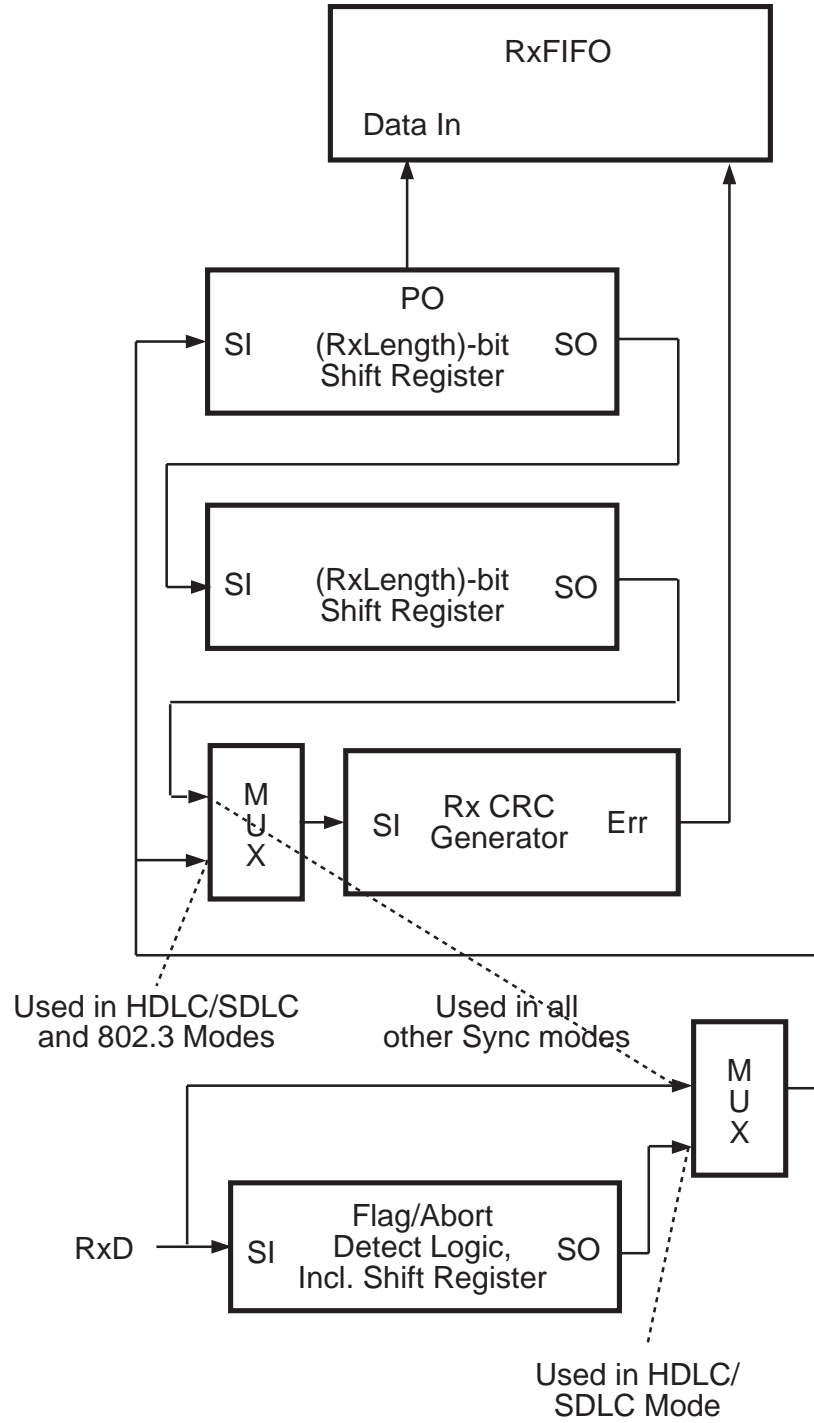 RxFIFO
Data In
PO
SI (RxLength)-bit SO
Shift Register
SI (RxLength)-bit SO
Shift Register
M
U
X
SI Rx CRC Err
Generator
Used in HDLC/SDLC
and 802.3 Modes
Used in all
other Sync modes
M
U
X
RxD
SI Flag/Abort SO
Detect Logic,
Incl. Shift Register
Used in HDLC/
SDLC Mode